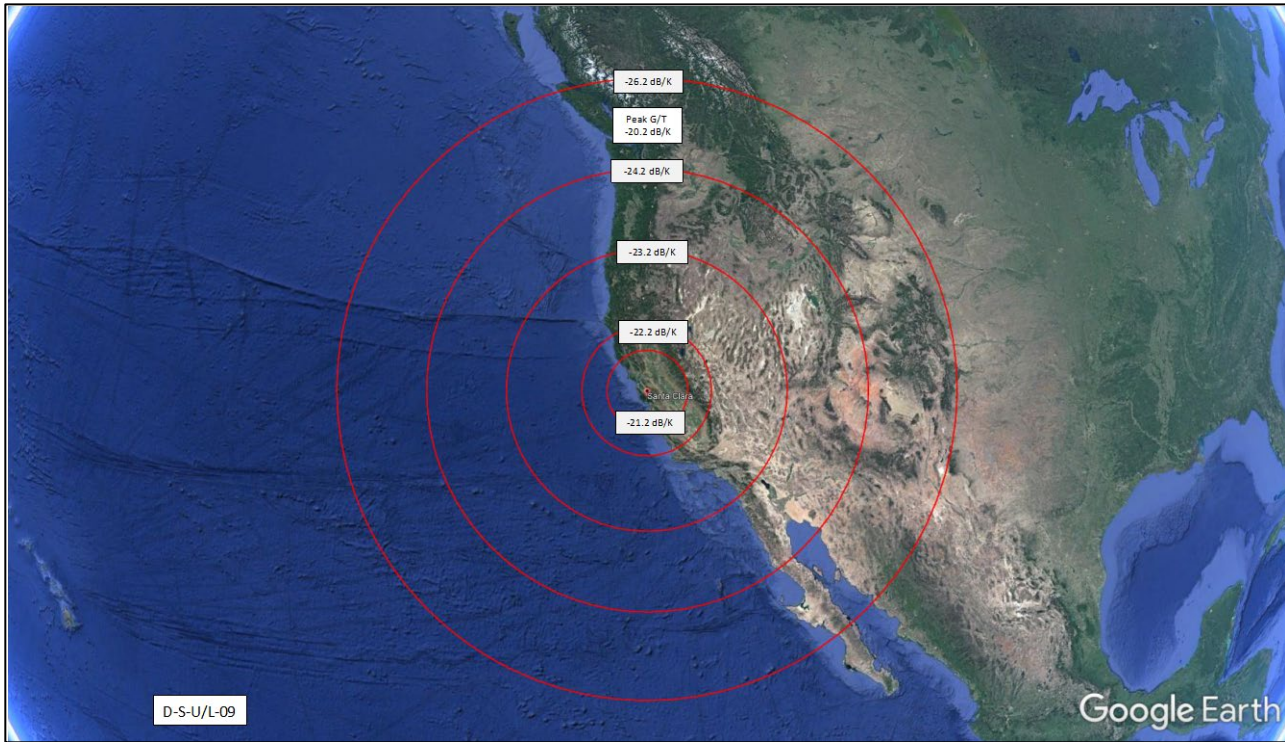 -26.2 dB/K
Peak G/T
-20.2 dB/K
-24.2 dB/K
-23.2 dB/K
-22.2 dB/K
Santa Clara
-21.2 dB/K
D-S-U/L-09
Google Earth